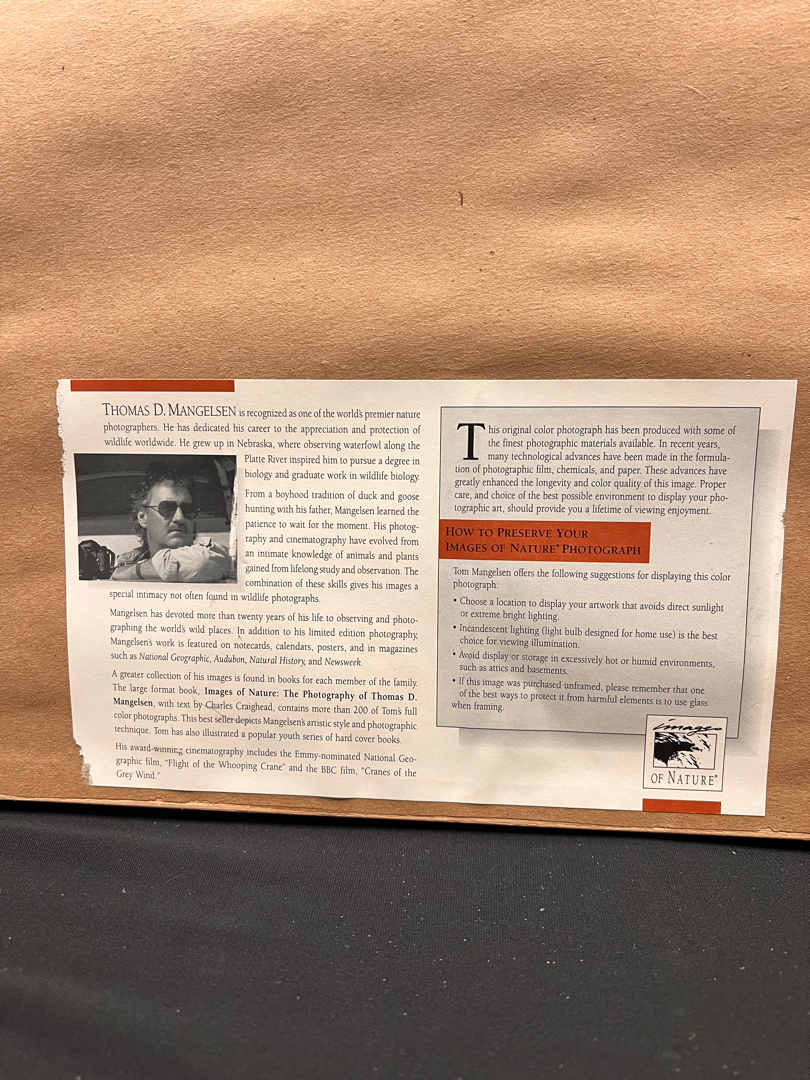 THOMAS D. MANGELSEN is recognized as one of the world's premier nature
photographers. He has dedicated his career to the appreciation and protection of
wildlife worldwide. He grew up in Nebraska, where observing waterfowl along the
Platte River inspired him to pursue a degree in
biology and graduate work in wildlife biology.
From a boyhood tradition of duck and goose
hunting with his father, Mangelsen learned the
patience to wait for the moment. His photog-
raphy and cinematography have evolved from
an intimate knowledge of animals and plants
gained from lifelong study and observation. The
combination of these skills gives his images a
special intimacy not often found in wildlife photographs.
Mangelsen has devoted more than twenty years of his life to observing and photo-
graphing the world's wild places. In addition to his limited edition photography,
Mangelsen's work is featured on notecards, calendars, posters, and in magazines
such as National Geographic, Audubon, Natural History, and Newsweek.
A greater collection of his images is found in books for each member of the family.
The large format book, Images of Nature: The Photography of Thomas D.
Mangelsen, with text by Charles Craighead, contains more than 200 of Tom's full
color photographs. This best seller depicts Mangelsen's artistic style and photographic
technique. Tom has also illustrated a popular youth series of hard cover books.
His award-winning cinematography includes the Emmy-nominated National Geo-
graphic film, "Flight of the Whooping Crane" and the BBC film, "Cranes of the
Grey Wind."
This original color photograph has been produced with some of
the finest photographic materials available. In recent years,
many technological advances have been made in the formula-
tion of photographic film, chemicals, and paper. These advances have
greatly enhanced the longevity and color quality of this image. Proper
care, and choice of the best possible environment to display your pho-
tographic art, should provide you a lifetime of viewing enjoyment.
HOW TO PRESERVE YOUR
IMAGES OF NATURE® PHOTOGRAPH
Tom Mangelsen offers the following suggestions for displaying this color
photograph:
• Choose a location to display your artwork that avoids direct sunlight
or extreme bright lighting.
• Incandescent lighting (light bulb designed for home use) is the best
choice for viewing illumination.
• Avoid display or storage in excessively hot or humid environments,
such as attics and basements.
• If this image was purchased unframed, please remember that one
of the best ways to protect it from harmful elements is to use glass
when framing.
images
OF NATURE®